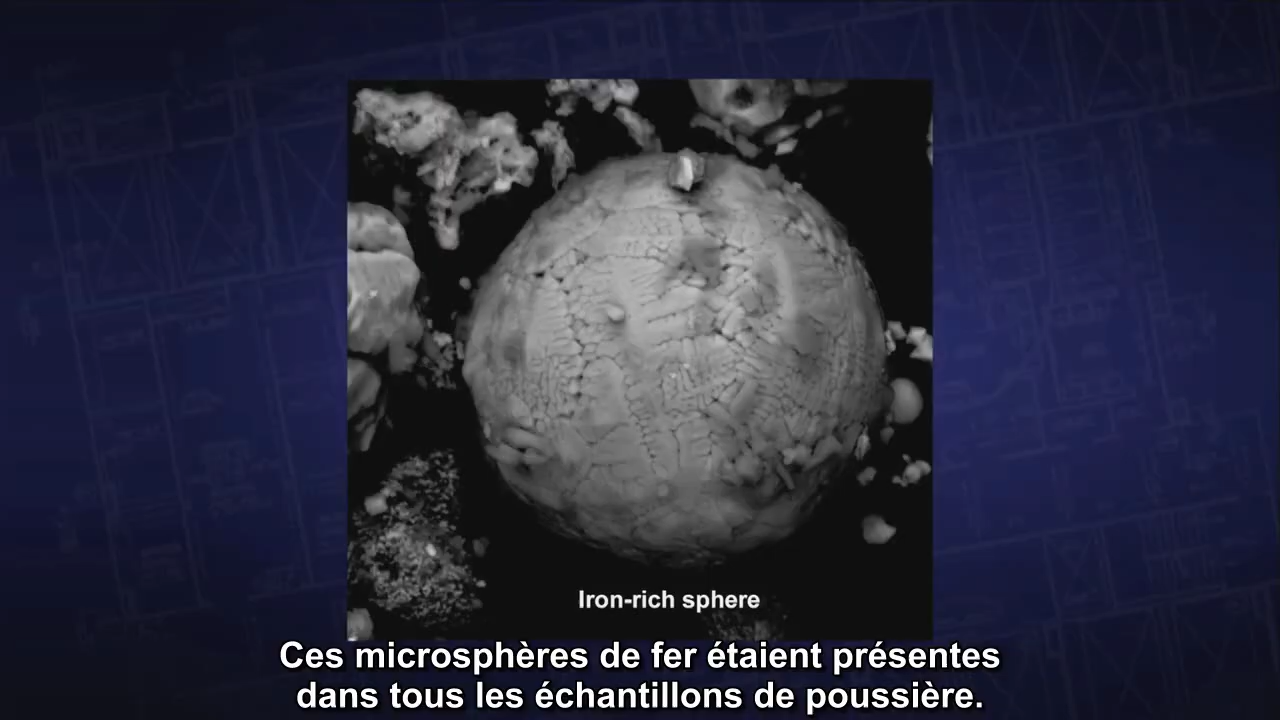 Iron-rich sphere
Ces microsphères de fer étaient présentes
dans tous les échantillons de poussière.